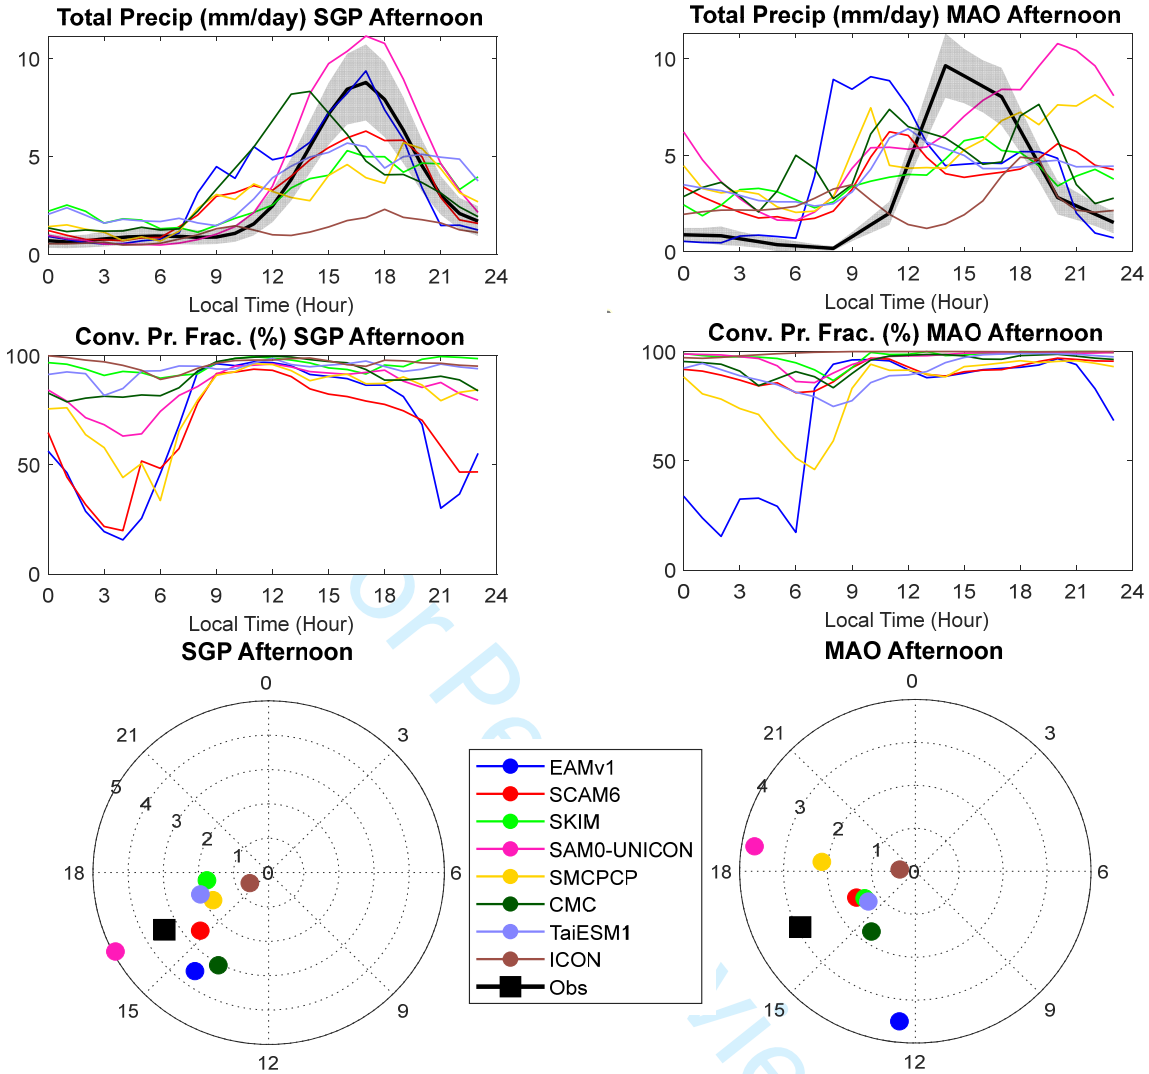 Total Precip (mm/day) SGP Afternoon
10
5
0
0 3 6 9 12 15 18 21 24
Local Time (Hour)
Total Precip (mm/day) MAO Afternoon
10
5
0
0 3 6 9 12 15 18 21 24
Local Time (Hour)
Conv. Pr. Frac. (%) SGP Afternoon
100
50
0
0 3 6 9 12 15 18 21 24
Local Time (Hour)
Conv. Pr. Frac. (%) MAO Afternoon
100
50
0
0 3 6 9 12 15 18 21 24
Local Time (Hour)
SGP Afternoon
0
21 3
5 4 3 2 1 0
18 6
15 9
12
EAMv1
SCAM6
SKIM
SAM0-UNICON
SMCPCP
CMC
TaiESM1
ICON
Obs
MAO Afternoon
0
21 3
4 3 2 1 0
18 6
15 9
12
or Pe